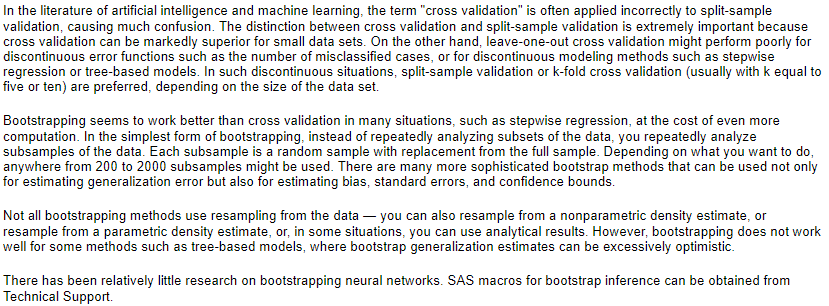 In the literature of artificial intelligence and machine learning, the term "cross validation" is often applied incorrectly to split-sample
validation, causing much confusion. The distinction between cross validation and split-sample validation is extremely important because
cross validation can be markedly superior for small data sets. On the other hand, leave-one-out cross validation might perform poorly for
discontinuous error functions such as the number of misclassified cases, or for discontinuous modeling methods such as stepwise
regression or tree-based models. In such discontinuous situations, split-sample validation or k-fold cross validation (usually with k equal to
five or ten) are preferred, depending on the size of the data set.
Bootstrapping seems to work better than cross validation in many situations, such as stepwise regression, at the cost of even more
computation. In the simplest form of bootstrapping, instead of repeatedly analyzing subsets of the data, you repeatedly analyze
subsamples of the data. Each subsample is a random sample with replacement from the full sample. Depending on what you want to do,
anywhere from 200 to 2000 subsamples might be used. There are many more sophisticated bootstrap methods that can be used not only
for estimating generalization error but also for estimating bias, standard errors, and confidence bounds.
Not all bootstrapping methods use resampling from the data — you can also resample from a nonparametric density estimate, or
resample from a parametric density estimate, or, in some situations, you can use analytical results. However, bootstrapping does not work
well for some methods such as tree-based models, where bootstrap generalization estimates can be excessively optimistic.
There has been relatively little research on bootstrapping neural networks. SAS macros for bootstrap inference can be obtained from
Technical Support.